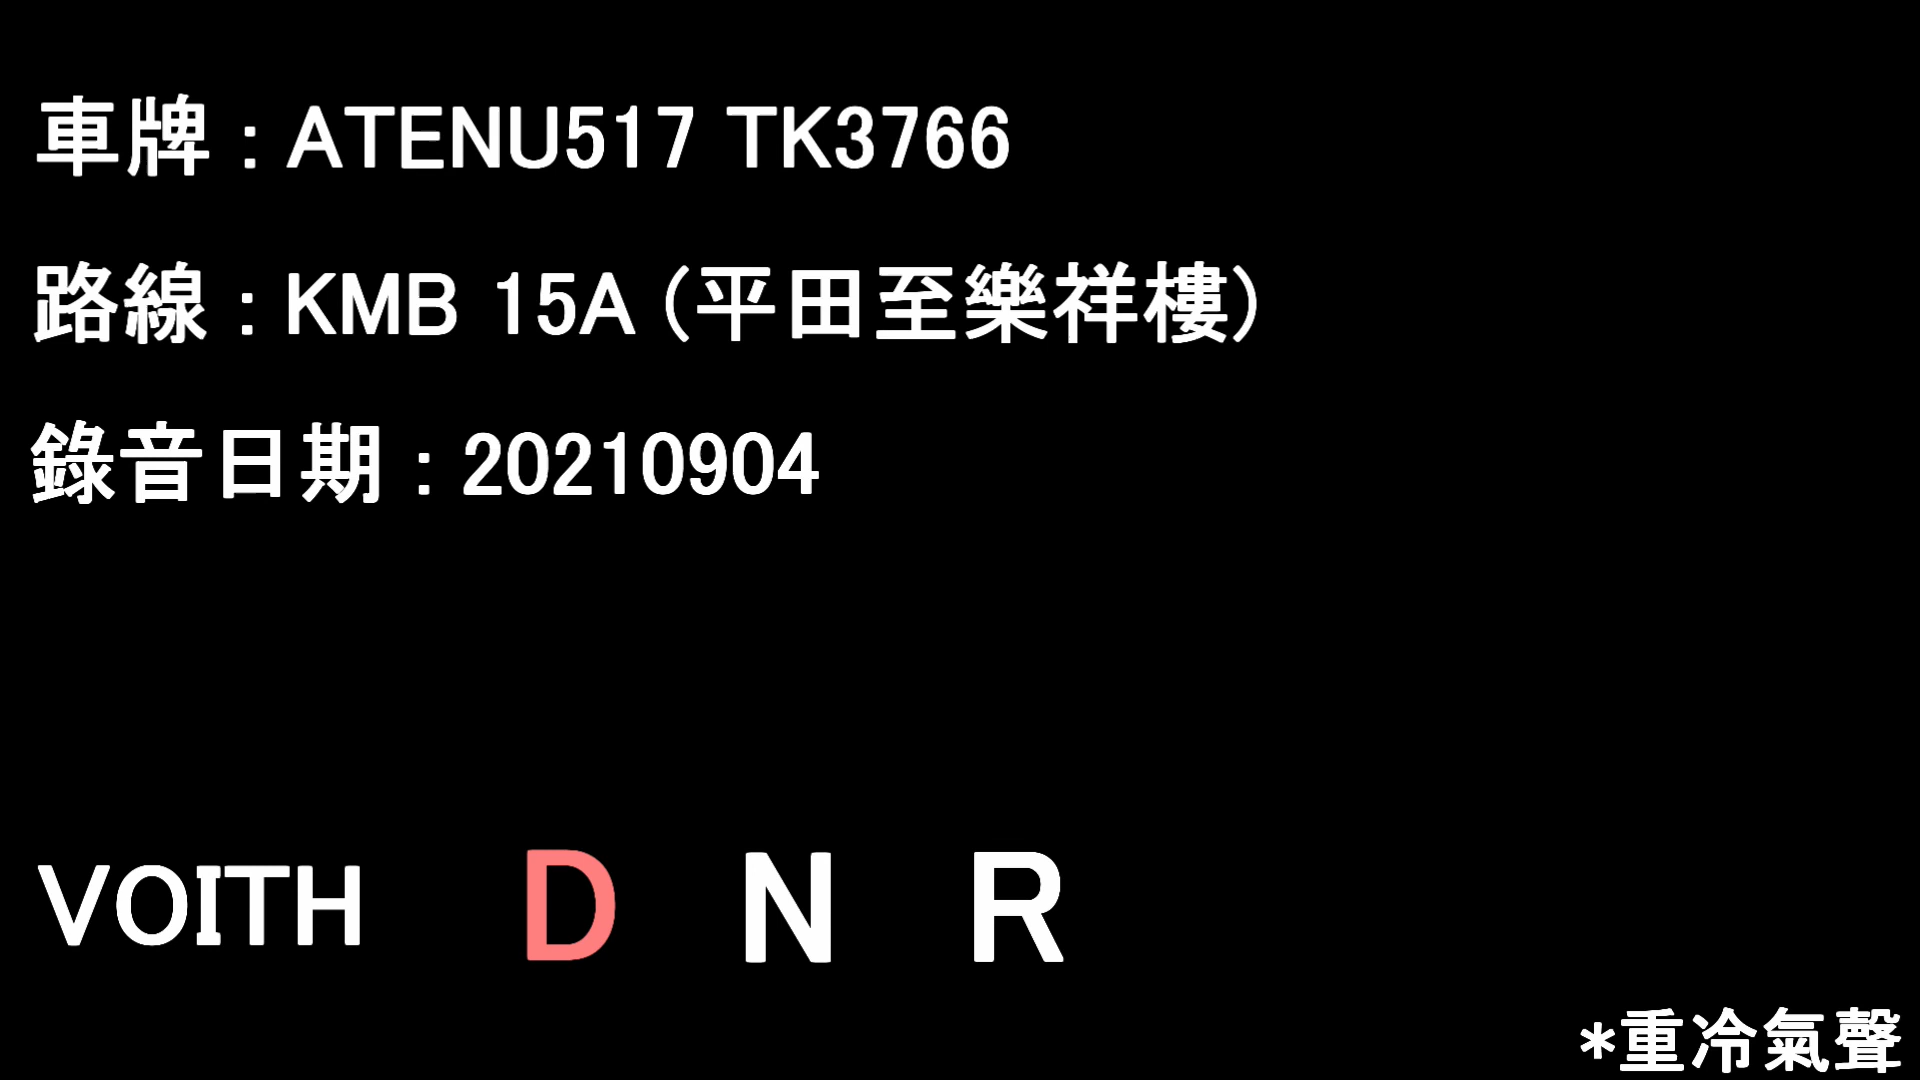 車牌 : ATENU517 TK3766
路線 : KMB 15A (平田至樂祥樓)
錄音日期 : 20210904
VOITH D N R
*重冷氣聲